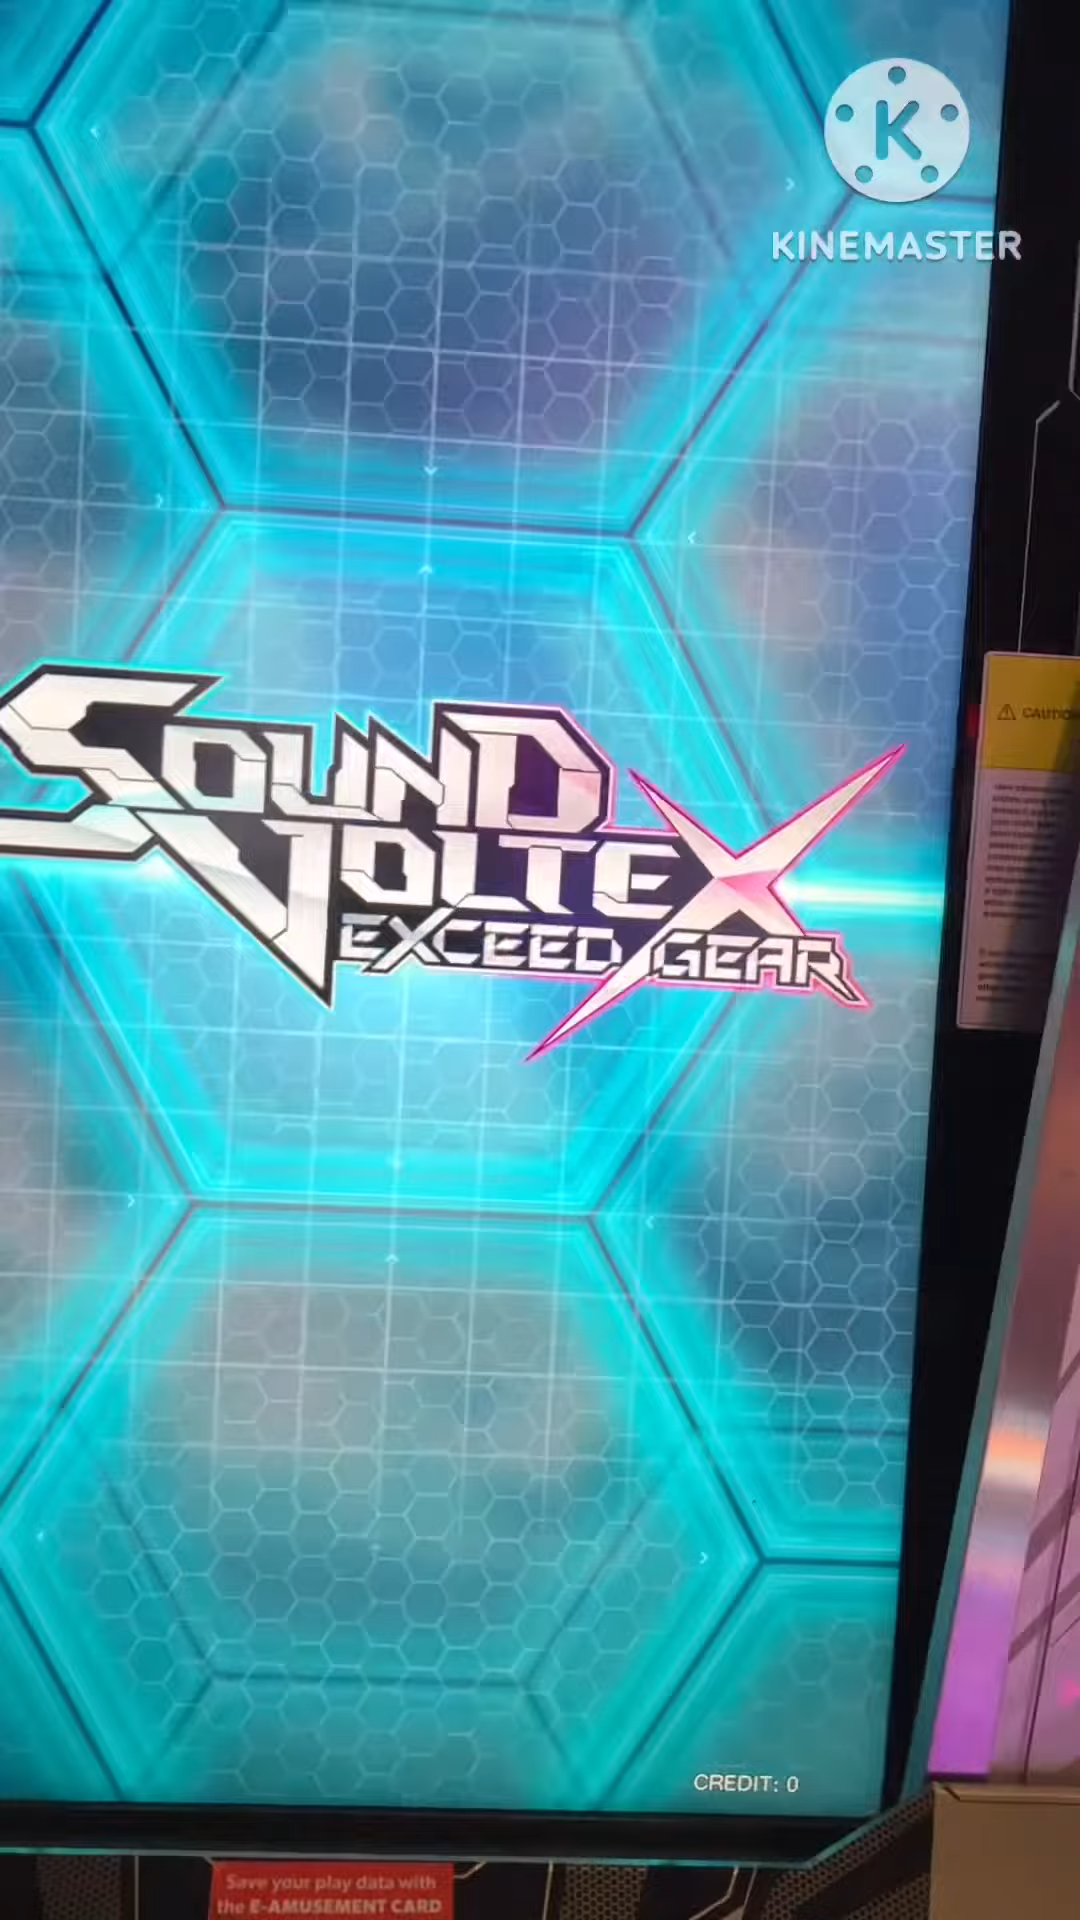 K
KINEMASTER
CAUTION
SOUND
VOLTEX
EXCEED GEAR
CREDIT: 0
Save your play data with
the E-AMUSEMENT CARD